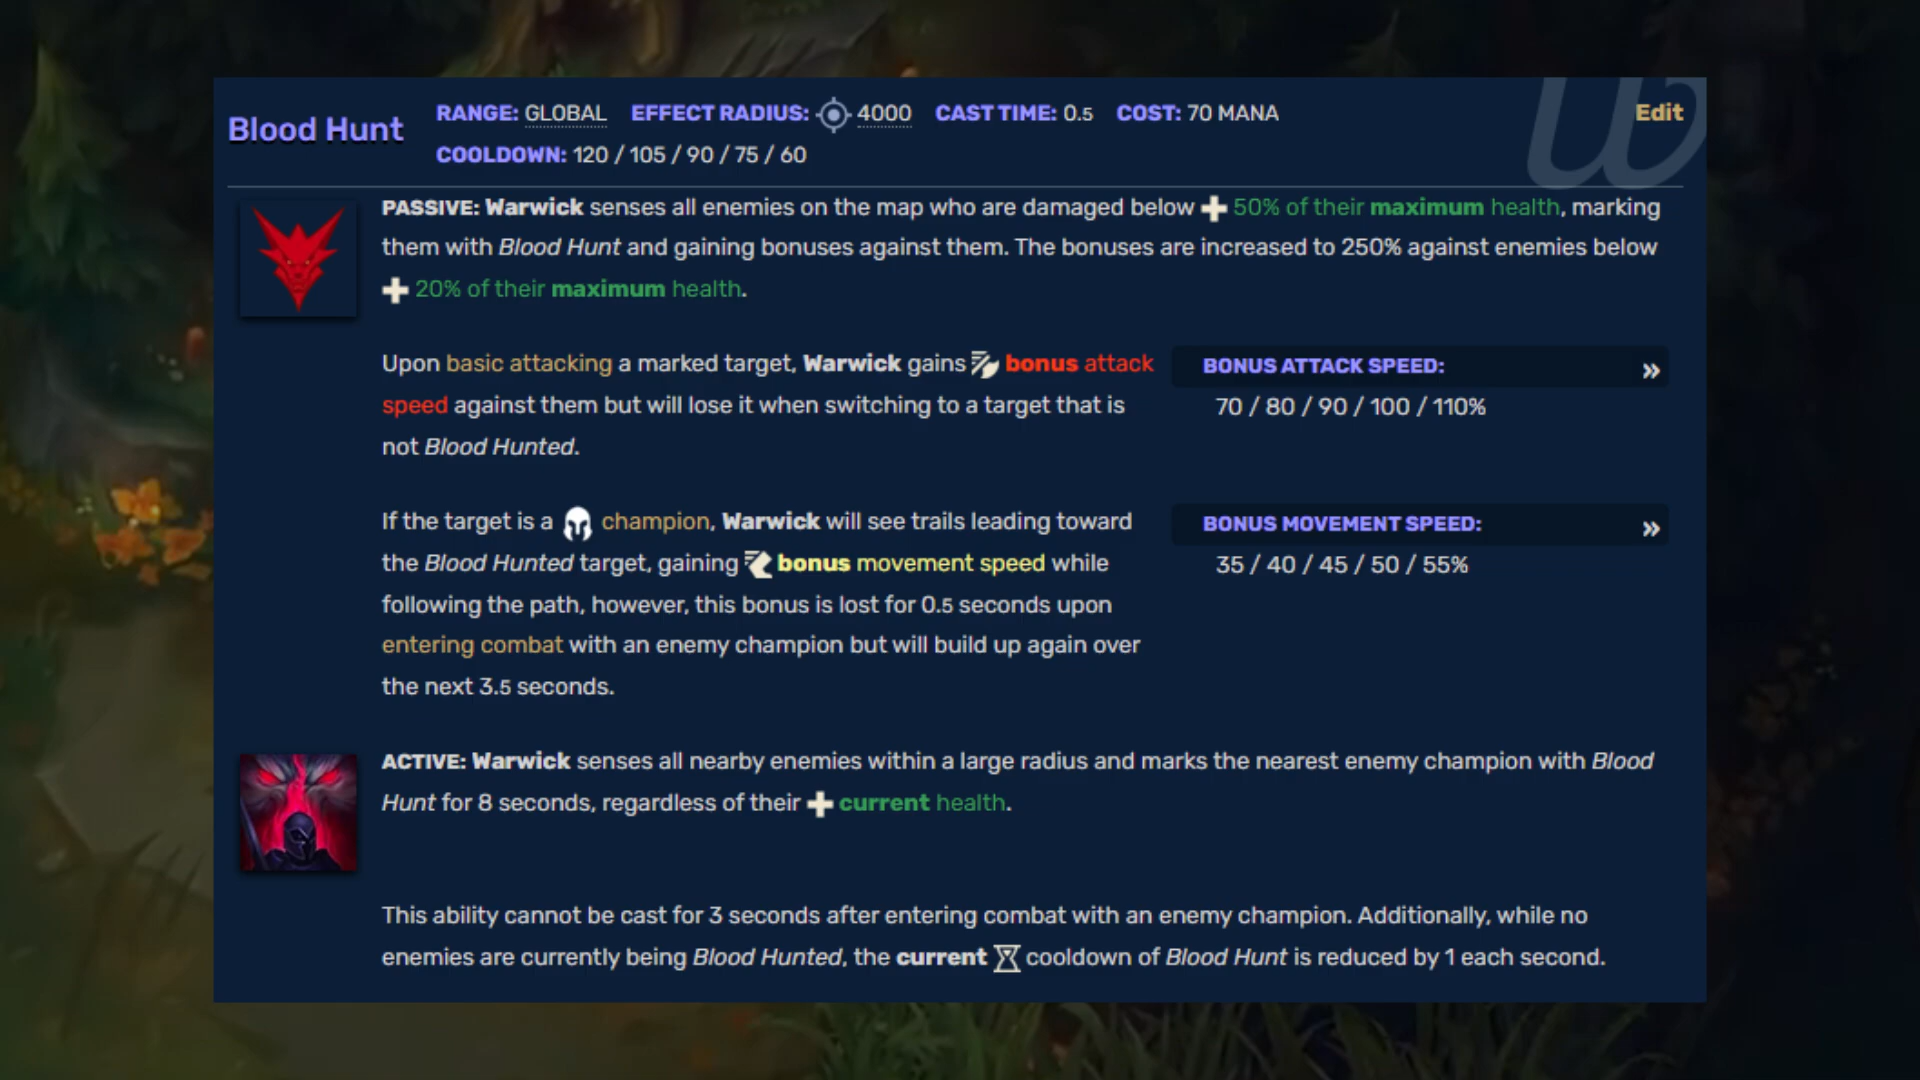 Blood Hunt
RANGE: GLOBAL EFFECT RADIUS: 4000 CAST TIME: 0.5 COST: 70 MANA
COOLDOWN: 120 / 105 / 90 / 75 / 60
W
Edit
PASSIVE: Warwick senses all enemies on the map who are damaged below 50% of their maximum health, marking
them with Blood Hunt and gaining bonuses against them. The bonuses are increased to 250% against enemies below
20% of their maximum health.
Upon basic attacking a marked target, Warwick gains bonus attack
speed against them but will lose it when switching to a target that is
not Blood Hunted.
BONUS ATTACK SPEED: »
70 / 80 / 90 / 100 / 110%
If the target is a champion, Warwick will see trails leading toward
the Blood Hunted target, gaining bonus movement speed while
following the path, however, this bonus is lost for 0.5 seconds upon
entering combat with an enemy champion but will build up again over
the next 3.5 seconds.
BONUS MOVEMENT SPEED: »
35 / 40 / 45 / 50 / 55%
ACTIVE: Warwick senses all nearby enemies within a large radius and marks the nearest enemy champion with Blood
Hunt for 8 seconds, regardless of their current health.
This ability cannot be cast for 3 seconds after entering combat with an enemy champion. Additionally, while no
enemies are currently being Blood Hunted, the current cooldown of Blood Hunt is reduced by 1 each second.